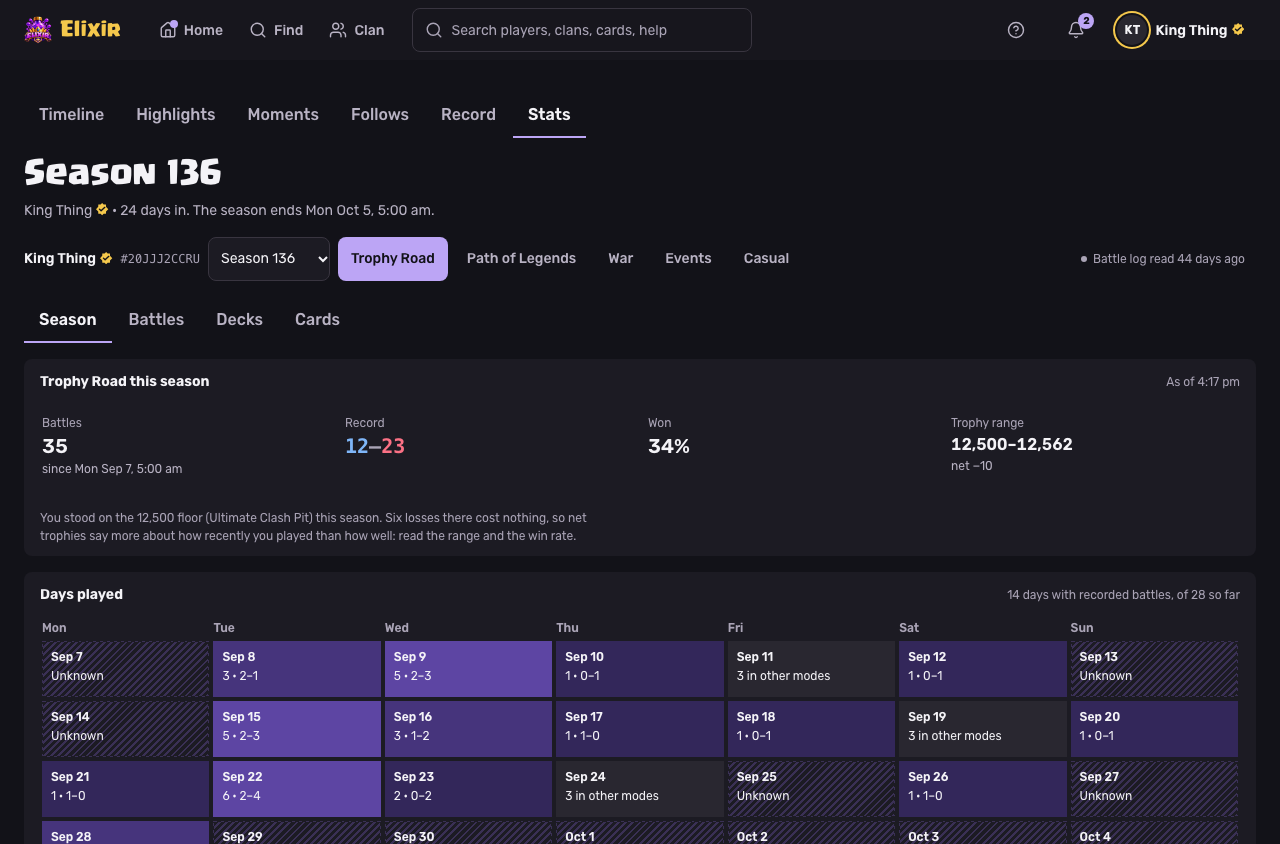 Elixir
Home
Find
Clan
Search players, clans, cards, help
2
KT
King Thing
Timeline
Highlights
Moments
Follows
Record
Stats
Season 136
King Thing • 24 days in. The season ends Mon Oct 5, 5:00 am.
King Thing #20JJJ2CCRU
Season 136
Trophy Road
Path of Legends
War
Events
Casual
Battle log read 44 days ago
Season
Battles
Decks
Cards
Trophy Road this season
As of 4:17 pm
Battles
35
since Mon Sep 7, 5:00 am
Record
12–23
Won
34%
Trophy range
12,500–12,562
net −10
You stood on the 12,500 floor (Ultimate Clash Pit) this season. Six losses there cost nothing, so net
trophies say more about how recently you played than how well: read the range and the win rate.
Days played
14 days with recorded battles, of 28 so far
Mon Tue Wed Thu Fri Sat Sun
Sep 7
Unknown
Sep 8
3 • 2–1
Sep 9
5 • 2–3
Sep 10
1 • 0–1
Sep 11
3 in other modes
Sep 12
1 • 0–1
Sep 13
Unknown
Sep 14
Unknown
Sep 15
5 • 2–3
Sep 16
3 • 1–2
Sep 17
1 • 1–0
Sep 18
1 • 0–1
Sep 19
3 in other modes
Sep 20
1 • 0–1
Sep 21
1 • 1–0
Sep 22
6 • 2–4
Sep 23
2 • 0–2
Sep 24
3 in other modes
Sep 25
Unknown
Sep 26
1 • 1–0
Sep 27
Unknown
Sep 28
Sep 29
Sep 30
Oct 1
Oct 2
Oct 3
Oct 4